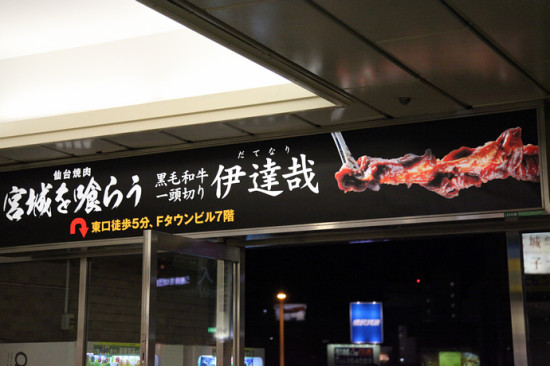 仙台焼肉
宮城を喰らう
黒毛和牛
一頭切り
だてなり
伊達哉
東口徒歩5分、Fタウンビル7階
城
子